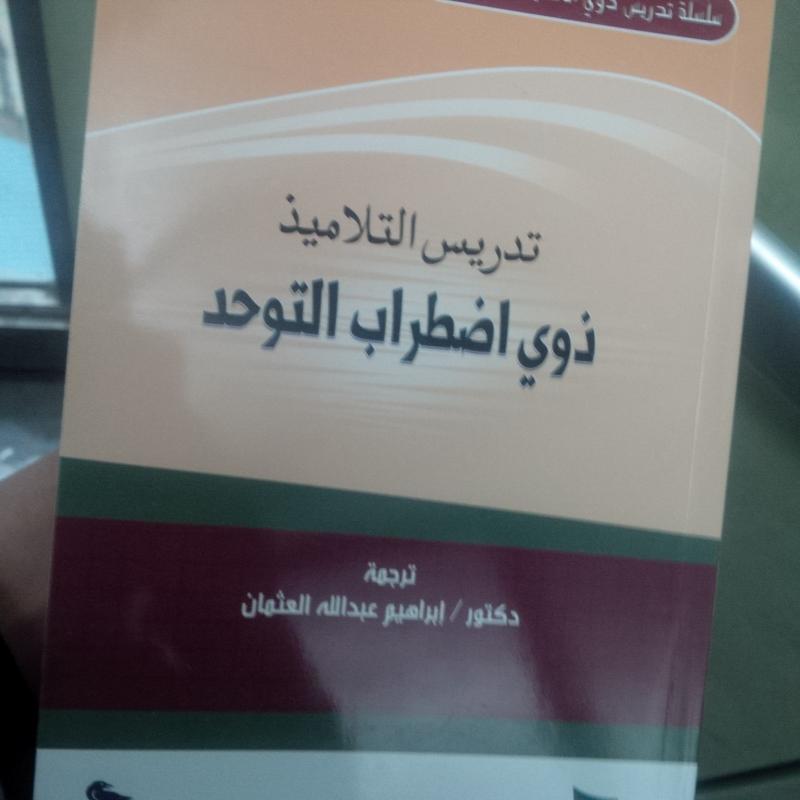 سلسلة تدريس ذوي
تدريس التلاميذ
ذوي اضطراب التوحد
ترجمة
دكتور / إبراهيم عبدالله العثمان